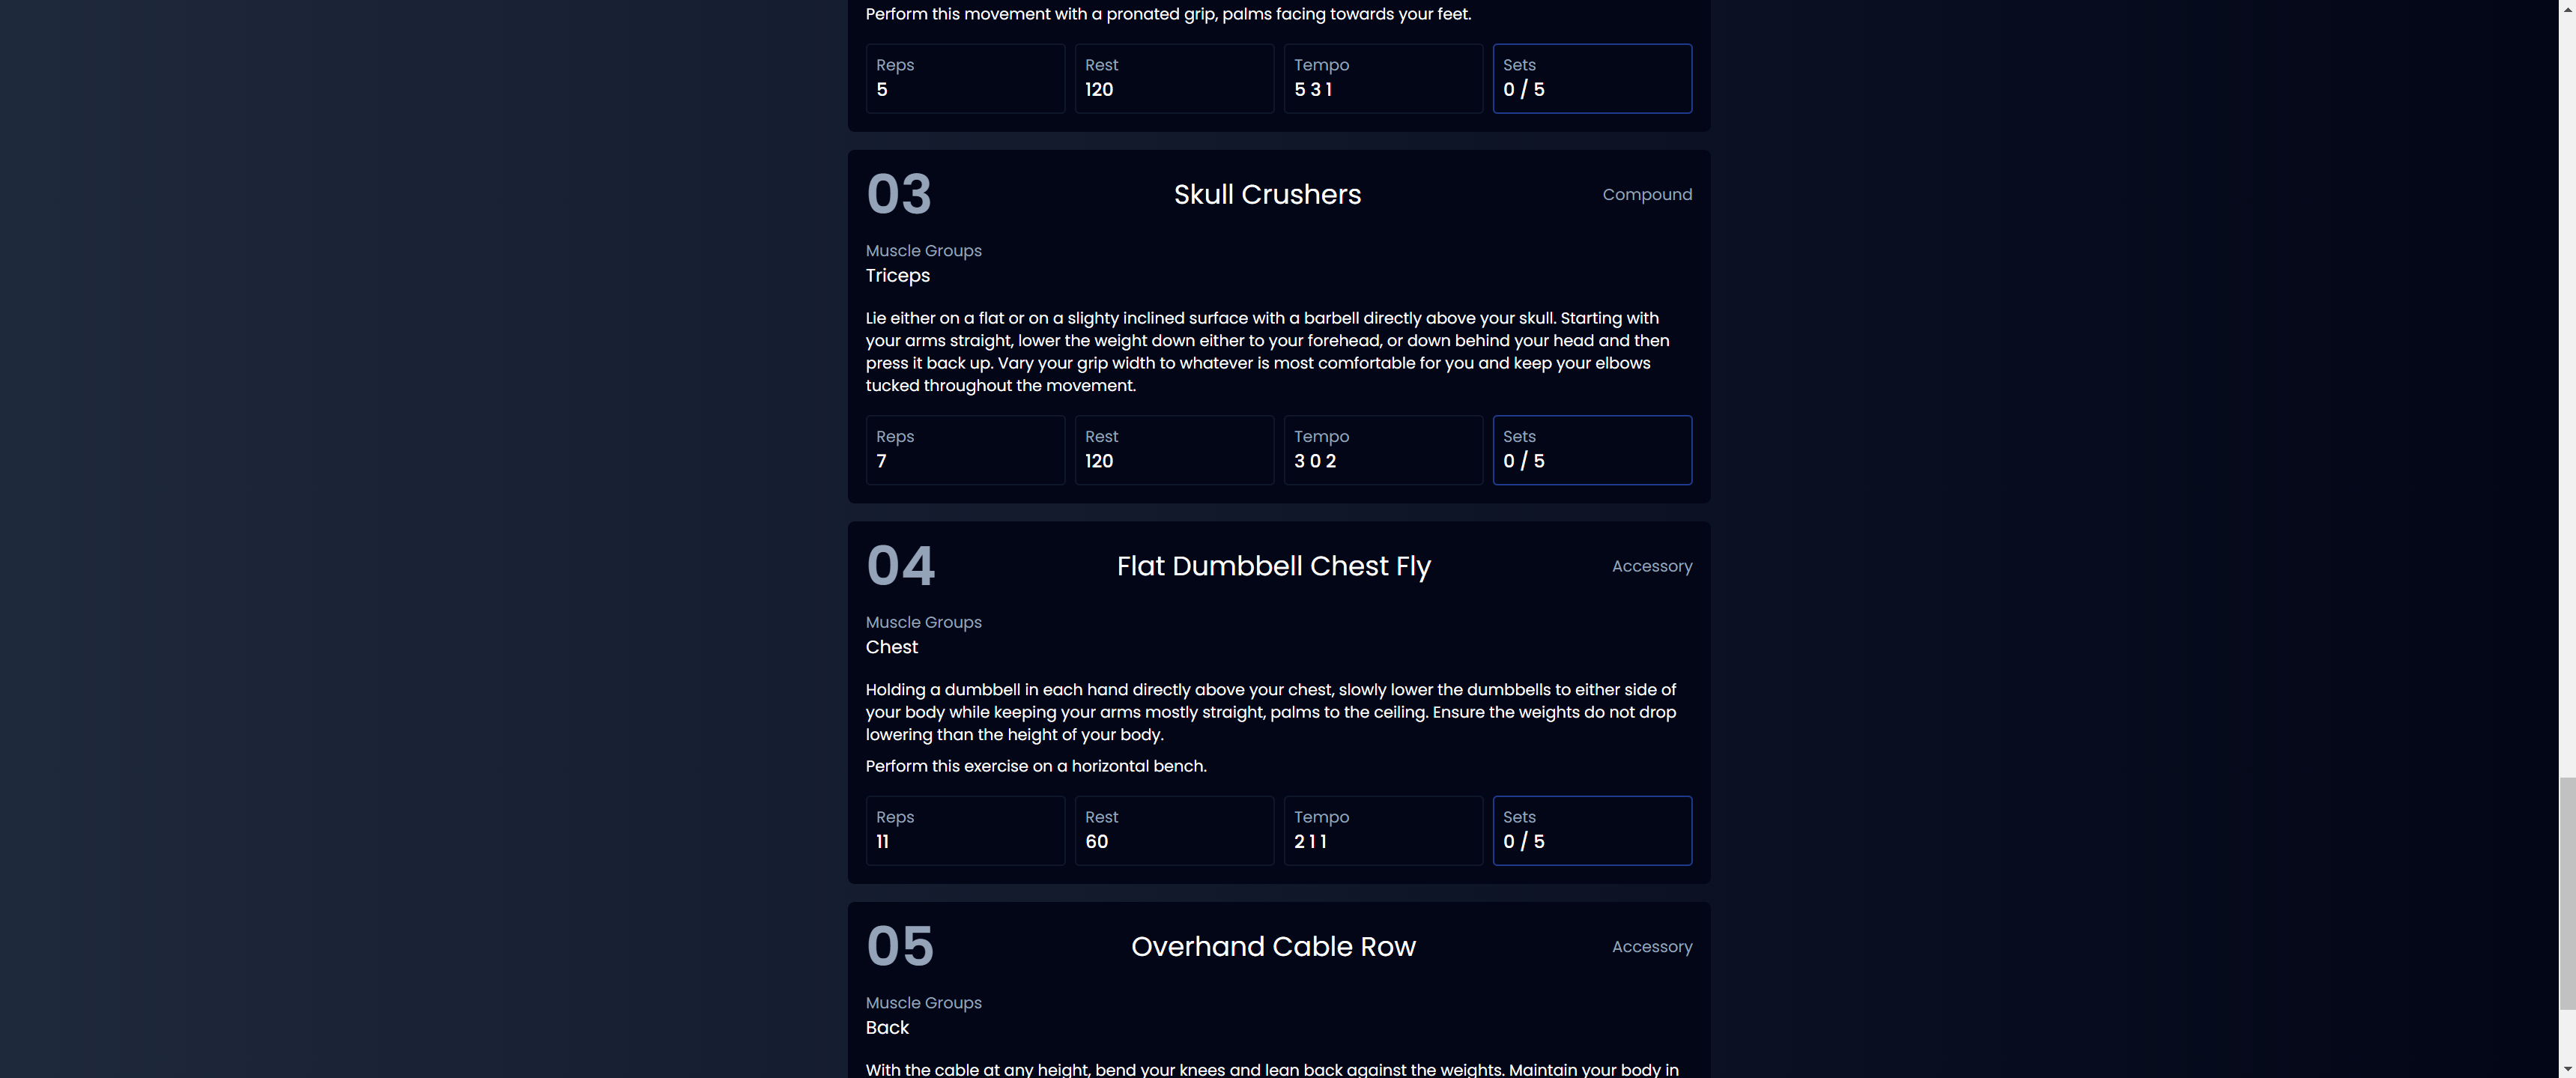 Perform this movement with a pronated grip, palms facing towards your feet.
Reps
5
Rest
120
Tempo
5 3 1
Sets
0 / 5
03
Skull Crushers
Compound
Muscle Groups
Triceps
Lie either on a flat or on a slighty inclined surface with a barbell directly above your skull. Starting with
your arms straight, lower the weight down either to your forehead, or down behind your head and then
press it back up. Vary your grip width to whatever is most comfortable for you and keep your elbows
tucked throughout the movement.
Reps
7
Rest
120
Tempo
3 0 2
Sets
0 / 5
04
Flat Dumbbell Chest Fly
Accessory
Muscle Groups
Chest
Holding a dumbbell in each hand directly above your chest, slowly lower the dumbbells to either side of
your body while keeping your arms mostly straight, palms to the ceiling. Ensure the weights do not drop
lowering than the height of your body.
Perform this exercise on a horizontal bench.
Reps
11
Rest
60
Tempo
2 1 1
Sets
0 / 5
05
Overhand Cable Row
Accessory
Muscle Groups
Back
With the cable at any height, bend your knees and lean back against the weights. Maintain your body in